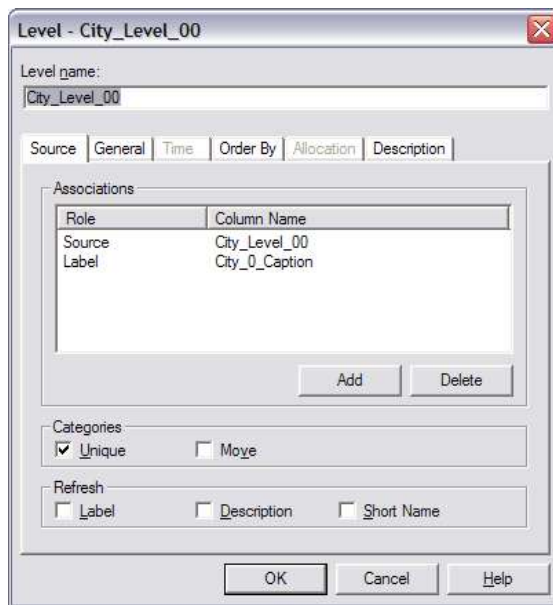 Level - City_Level_00
Level name:
City_Level_00
Source General Time Order By Allocation Description
Associations
Role Column Name
Source City_Level_00
Label City_0_Caption
Add Delete
Categories
Unique Move
Refresh
Label Description Short Name
OK Cancel Help